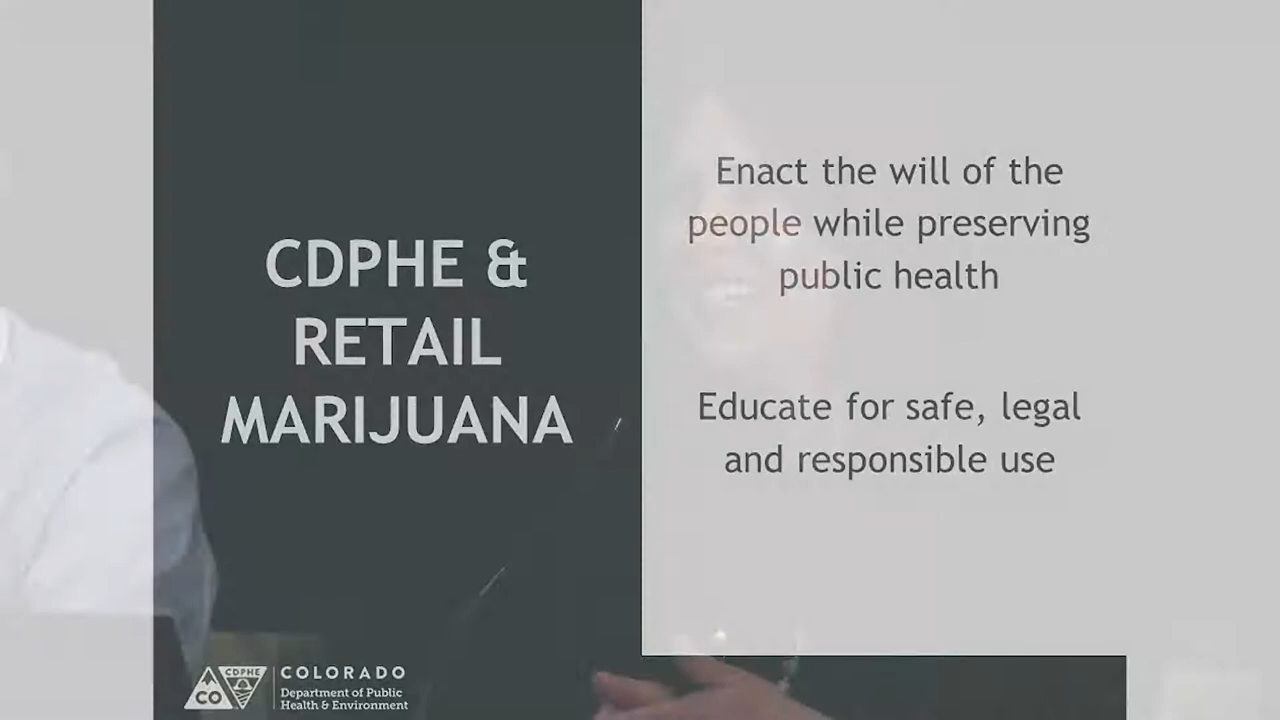 CDPHE &
RETAIL
MARIJUANA
Enact the will of the
people while preserving
public health
Educate for safe, legal
and responsible use
CO
CDPHE
COLORADO
Department of Public
Health & Environment